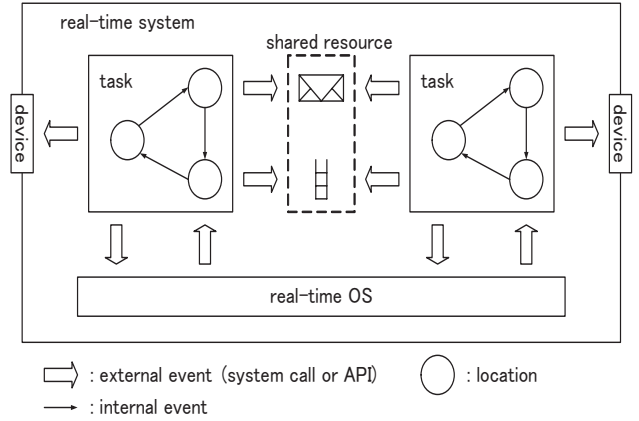 real-time system
shared resource
task
task
device
device
real-time OS
: external event (system call or API)
: location
: internal event